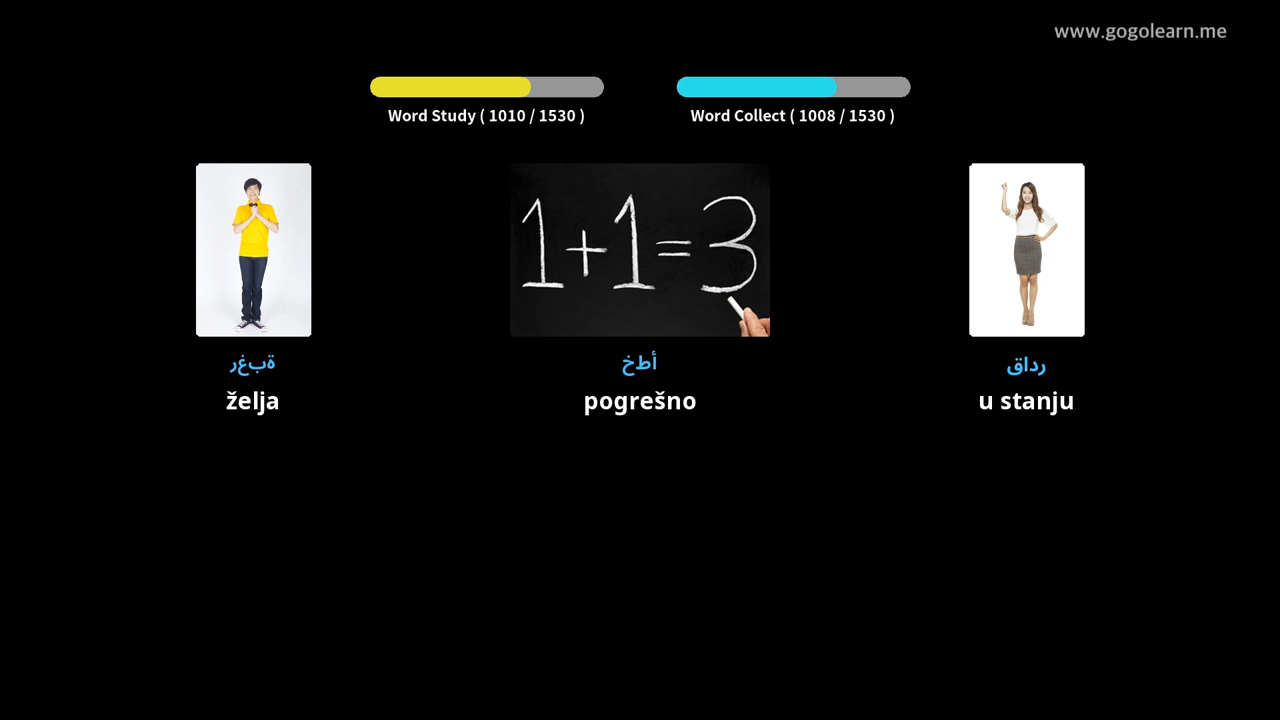 www.gogolearn.me
Word Study ( 1010 / 1530 )
Word Collect ( 1008 / 1530 )
1+1=3
ةبغر
želja
أطخ
pogrešno
رداق
u stanju